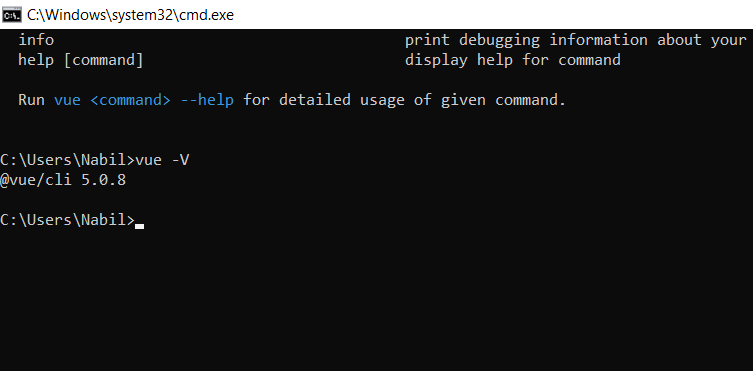 C:\Windows\system32\cmd.exe
info print debugging information about your
help [command] display help for command
Run vue <command> --help for detailed usage of given command.
C:\Users\Nabil>vue -V
@vue/cli 5.0.8
C:\Users\Nabil>